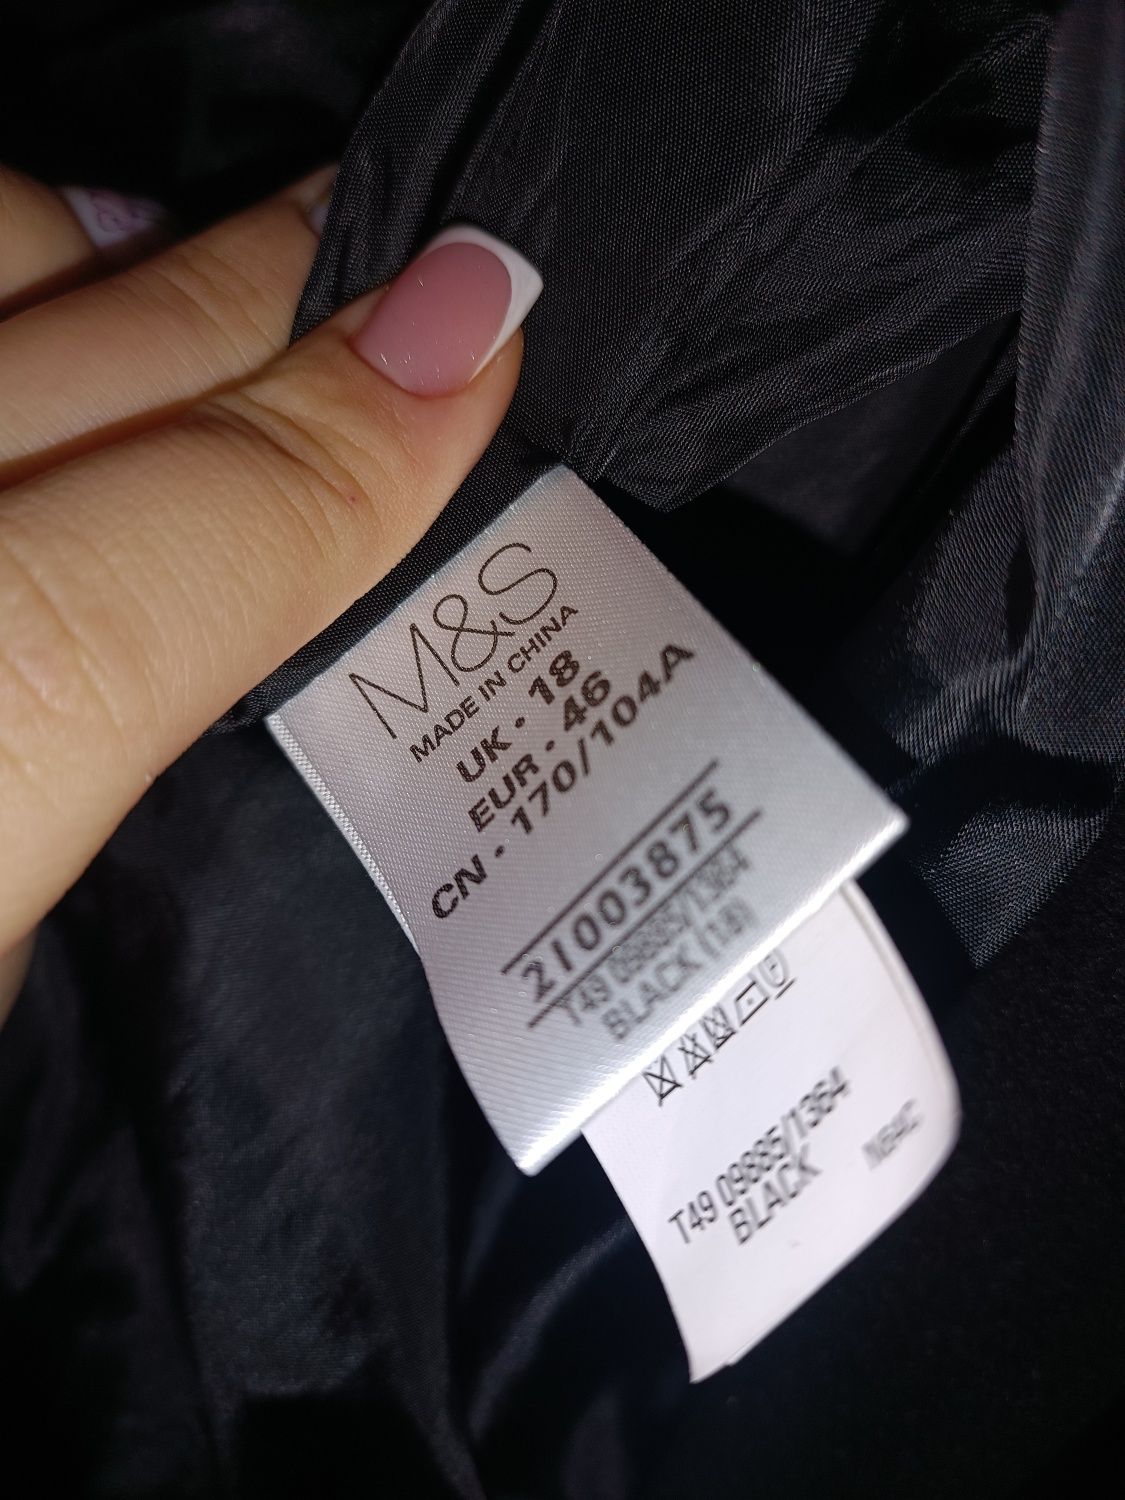 M&S
MADE IN CHINA
UK • 18
EUR • 46
CN • 170/104A
21003875
T49 09885/1364
BLACK (18)
T49 09885/1364
BLACK